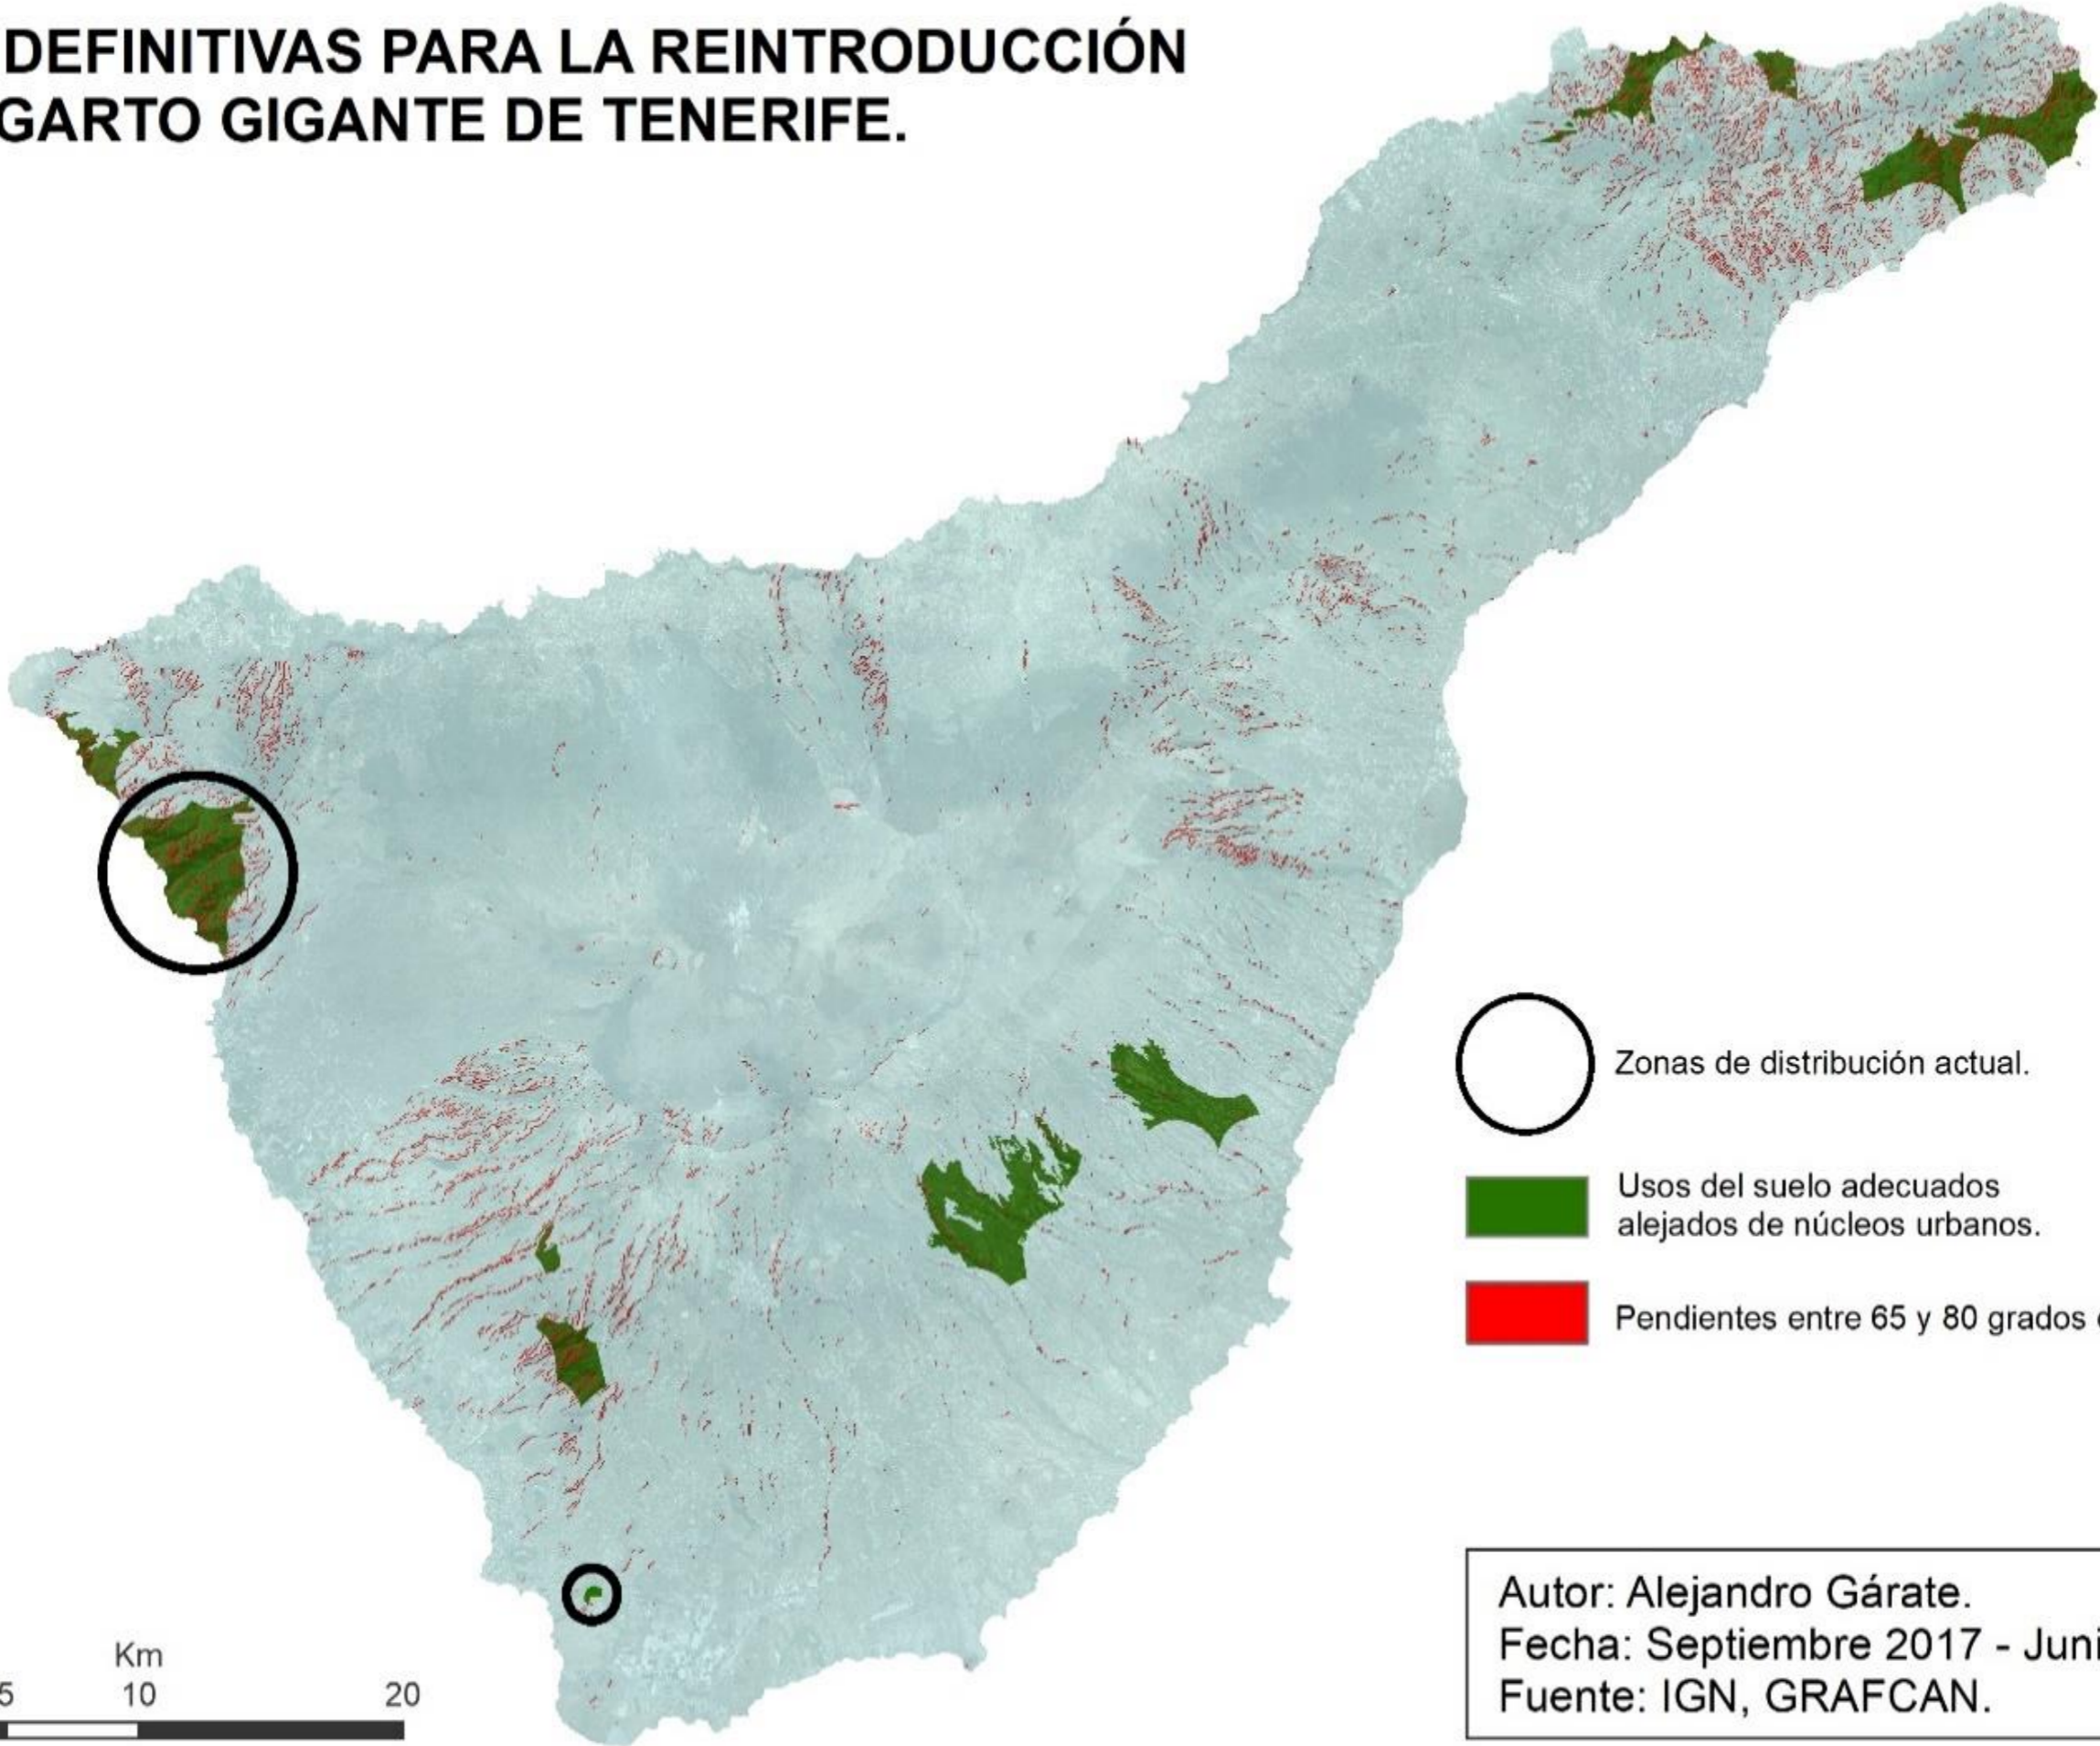 DEFINITIVAS PARA LA REINTRODUCCIÓN
GARTO GIGANTE DE TENERIFE.
Zonas de distribución actual.
Usos del suelo adecuados
alejados de núcleos urbanos.
Pendientes entre 65 y 80 grados
Autor: Alejandro Gárate.
Fecha: Septiembre 2017 - Juni
Fuente: IGN, GRAFCAN.
Km
5 10 20